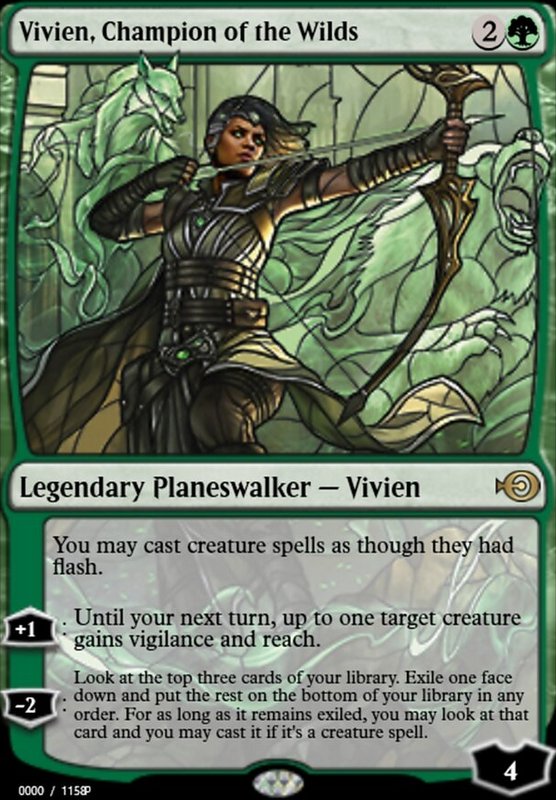 Vivien, Champion of the Wilds 2
Legendary Planeswalker — Vivien
You may cast creature spells as though they had
flash.
+1 : Until your next turn, up to one target creature
gains vigilance and reach.
Look at the top three cards of your library. Exile one face
-2 : down and put the rest on the bottom of your library in any
order. For as long as it remains exiled, you may look at that
card and you may cast it if it's a creature spell.
4
0000 / 1158P